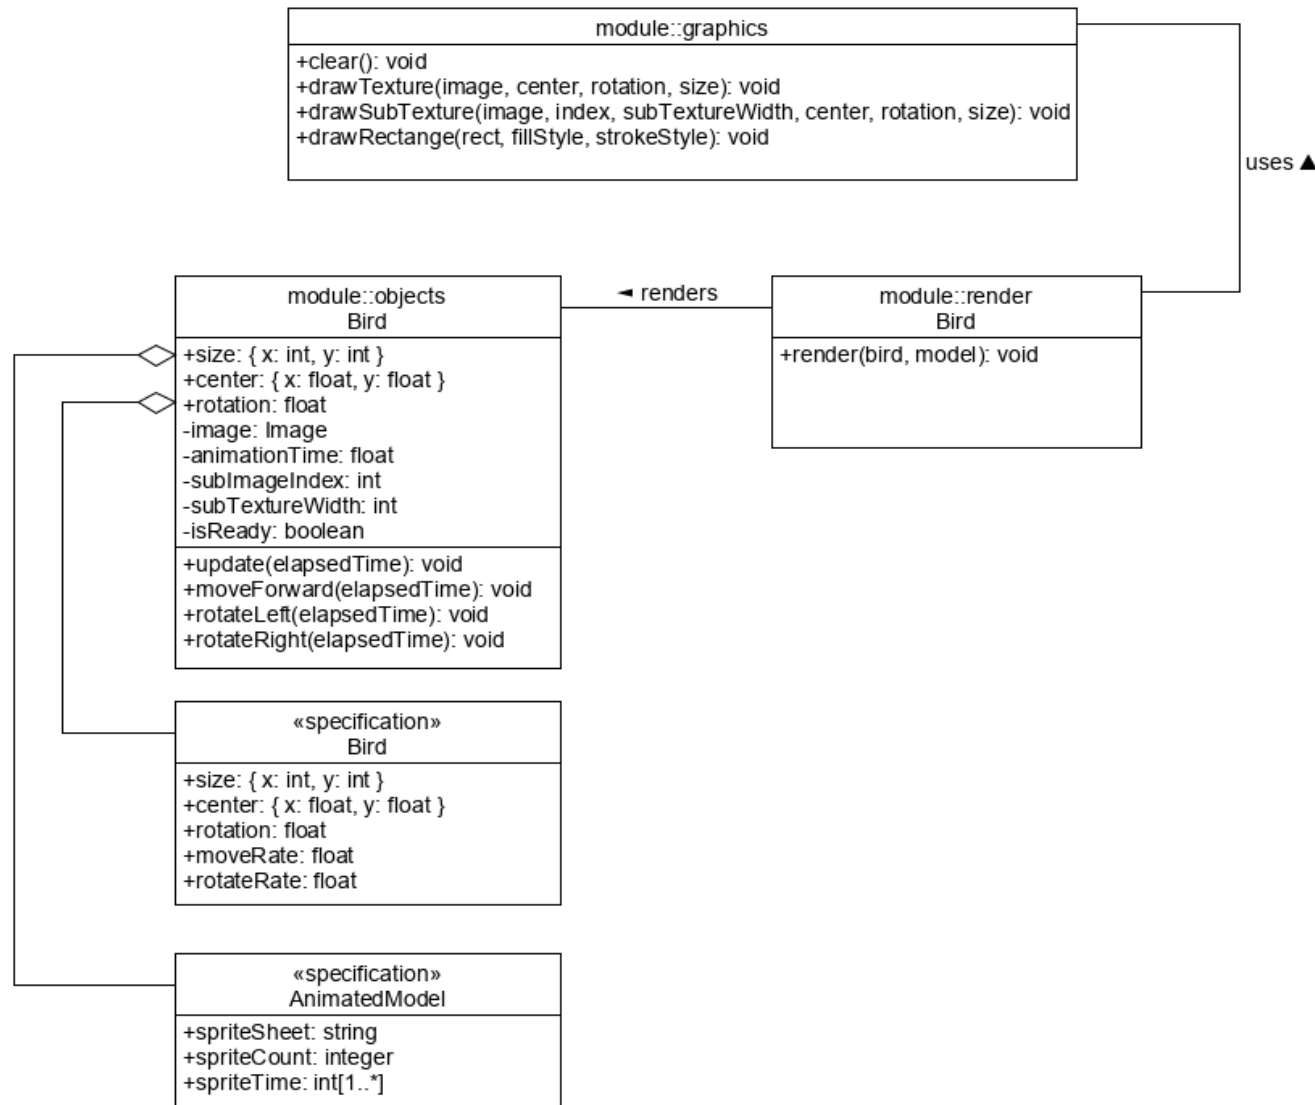 module::graphics
+clear(): void
+drawTexture(image, center, rotation, size): void
+drawSubTexture(image, index, subTextureWidth, center, rotation, size): void
+drawRectange(rect, fillStyle, strokeStyle): void
uses ▲
module::objects
Bird
+size: { x: int, y: int }
+center: { x: float, y: float }
+rotation: float
-image: Image
-animationTime: float
-subImageIndex: int
-subTextureWidth: int
-isReady: boolean
+update(elapsedTime): void
+moveForward(elapsedTime): void
+rotateLeft(elapsedTime): void
+rotateRight(elapsedTime): void
◄ renders
module::render
Bird
+render(bird, model): void
«specification»
Bird
+size: { x: int, y: int }
+center: { x: float, y: float }
+rotation: float
+moveRate: float
+rotateRate: float
«specification»
AnimatedModel
+spriteSheet: string
+spriteCount: integer
+spriteTime: int[1..*]